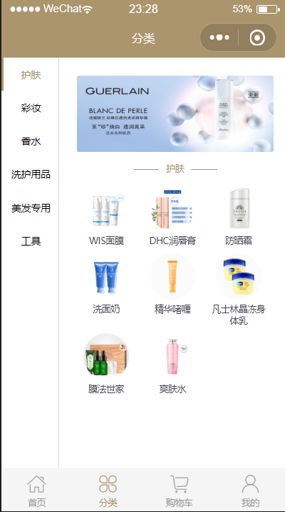 WeChat 23:28 53%
分类
护肤
彩妆
香水
洗护用品
美发专用
工具
GUERLAIN
BLANC DE PERLE
护肤
WIS面膜 DHC润唇膏 防晒霜
洗面奶 精华啫喱 凡士林晶冻身
体乳
膜法世家 爽肤水
首页 分类 购物车 我的